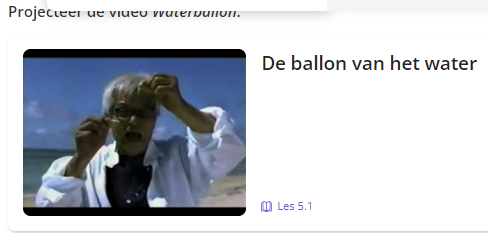 Projecteer de video Waterballon.
De ballon van het water
Les 5.1